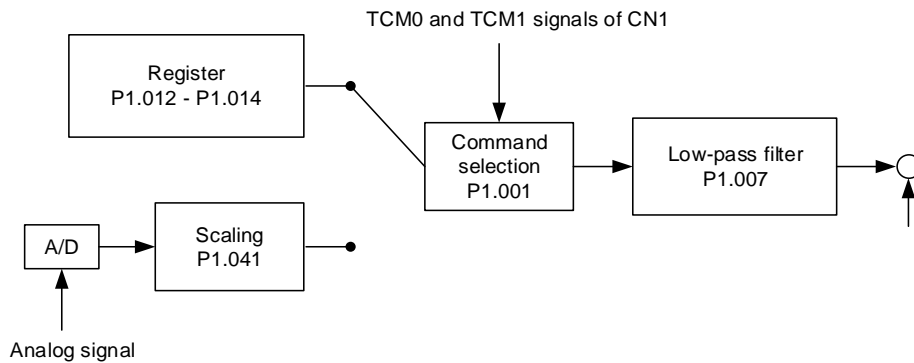 TCM0 and TCM1 signals of CN1
Register
P1.012 - P1.014
Command
selection
P1.001
Low-pass filter
P1.007
Scaling
P1.041
A/D
Analog signal